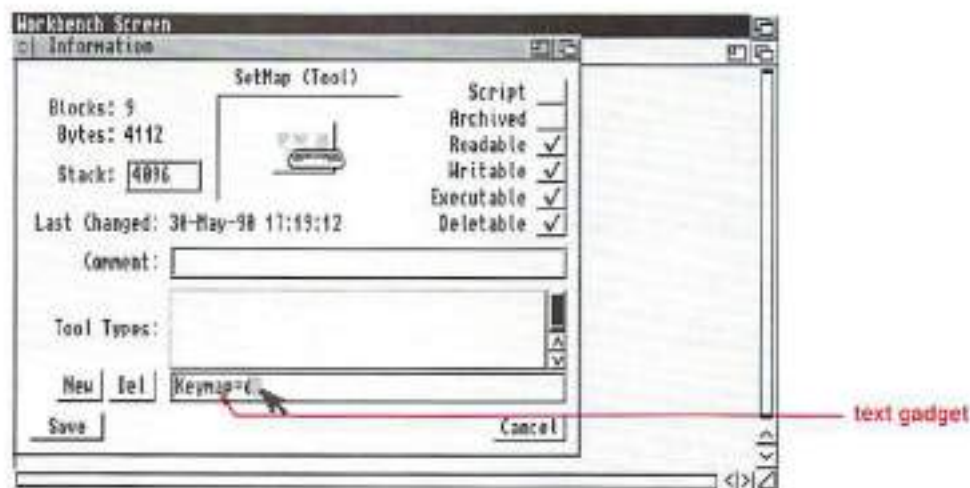 Workbench Screen
Information
SetMap (Tool)
Blocks: 9
Bytes: 4112
Stack: 4096
Script
Archived
Readable
Writable
Executable
Deletable
Last Changed: 30-May-90 17:19:12
Comment:
Tool Types:
New
Del
Keymap=
text gadget
Save
Cancel